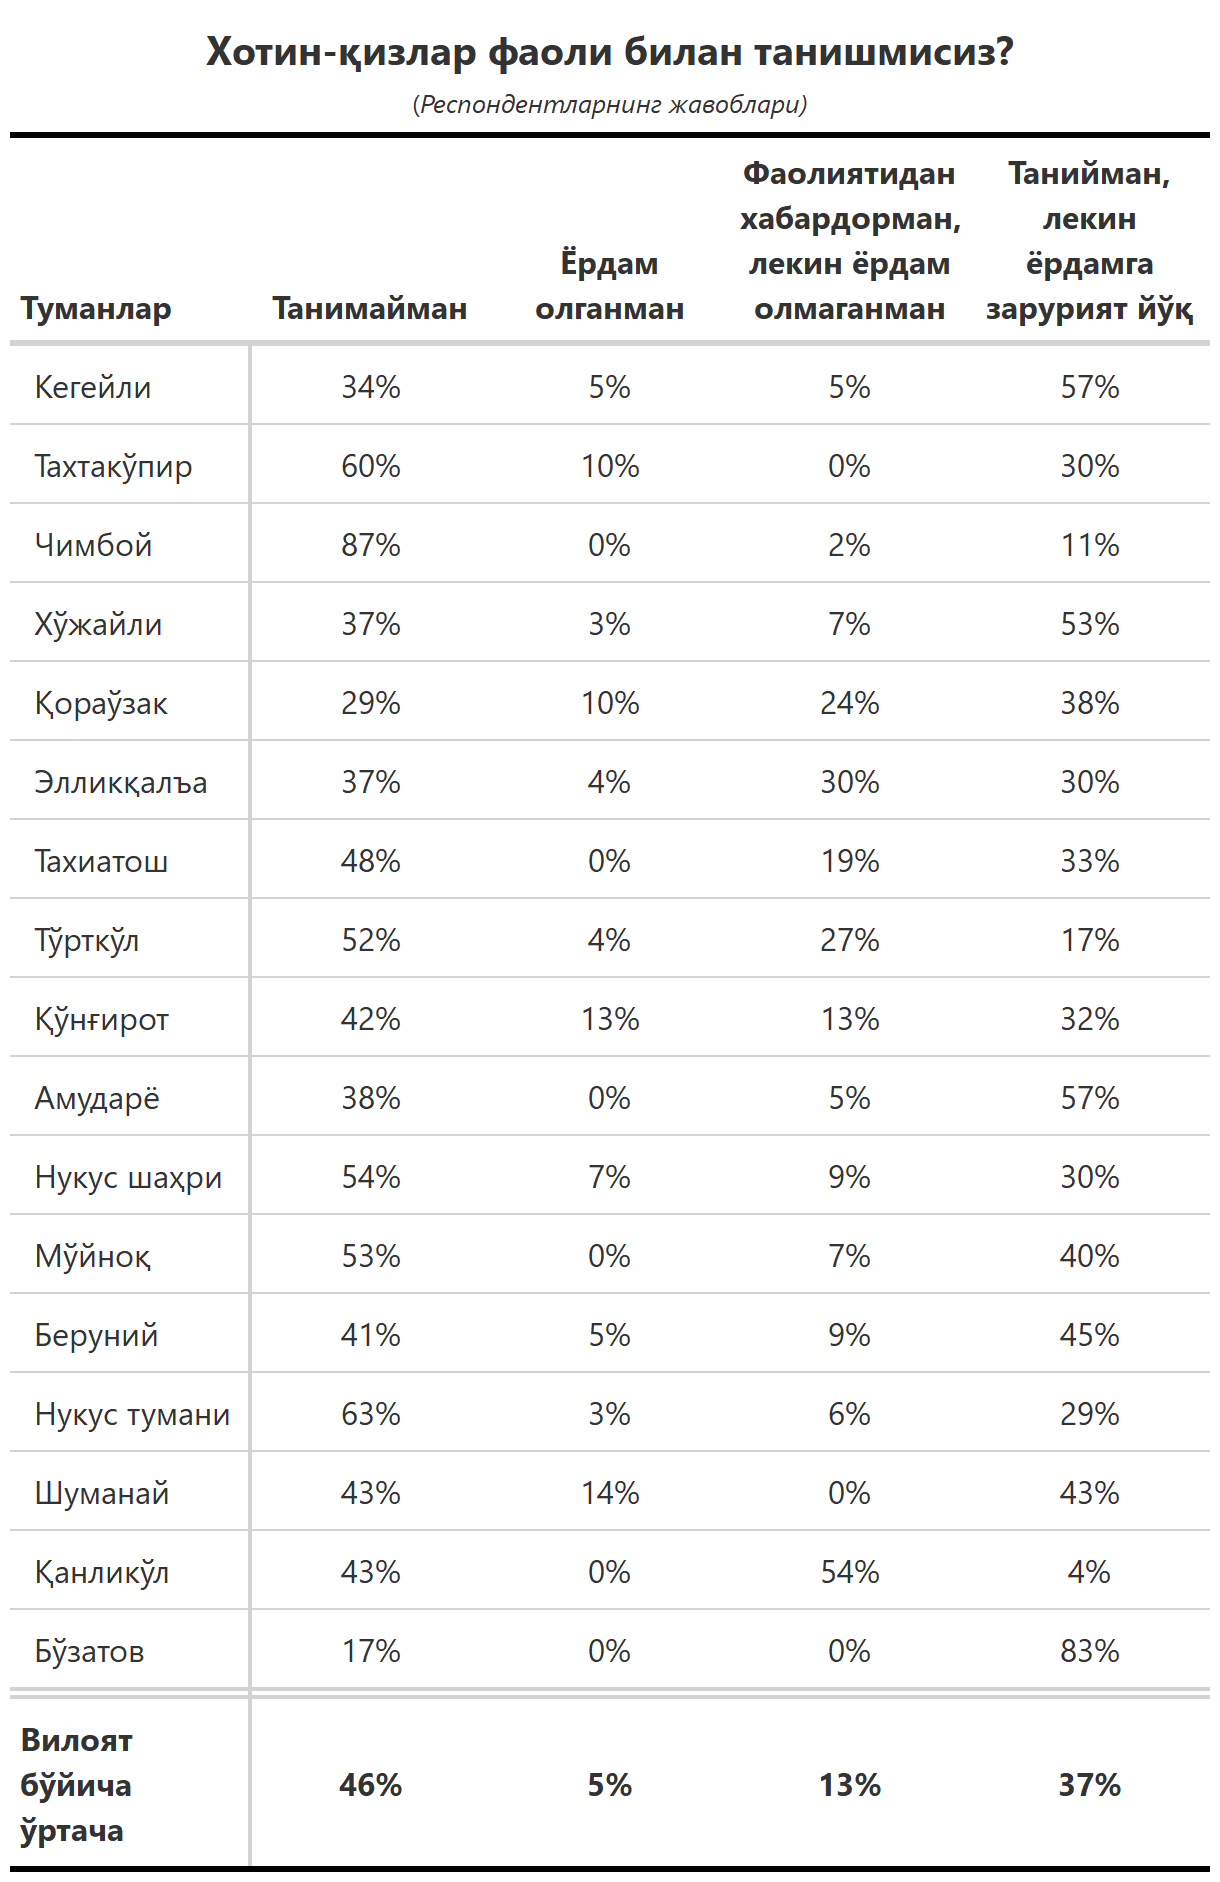 Хотин-қизлар фаоли билан танишмисиз?
(Респондентларнинг жавоблари)
Туманлар Танимайман Ёрдам олганман Фаолиятидан хабардорман, лекин ёрдам олмаганман Танийман, лекин ёрдамга зарурият йўқ
Кегейли 34% 5% 5% 57%
Тахтакўпир 60% 10% 0% 30%
Чимбой 87% 0% 2% 11%
Хўжайли 37% 3% 7% 53%
Қораўзак 29% 10% 24% 38%
Элликқалъа 37% 4% 30% 30%
Тахиатош 48% 0% 19% 33%
Тўрткўл 52% 4% 27% 17%
Қўнғирот 42% 13% 13% 32%
Амударё 38% 0% 5% 57%
Нукус шаҳри 54% 7% 9% 30%
Мўйноқ 53% 0% 7% 40%
Беруний 41% 5% 9% 45%
Нукус тумани 63% 3% 6% 29%
Шуманай 43% 14% 0% 43%
Қанликўл 43% 0% 54% 4%
Бўзатов 17% 0% 0% 83%
Вилоят бўйича ўртача 46% 5% 13% 37%